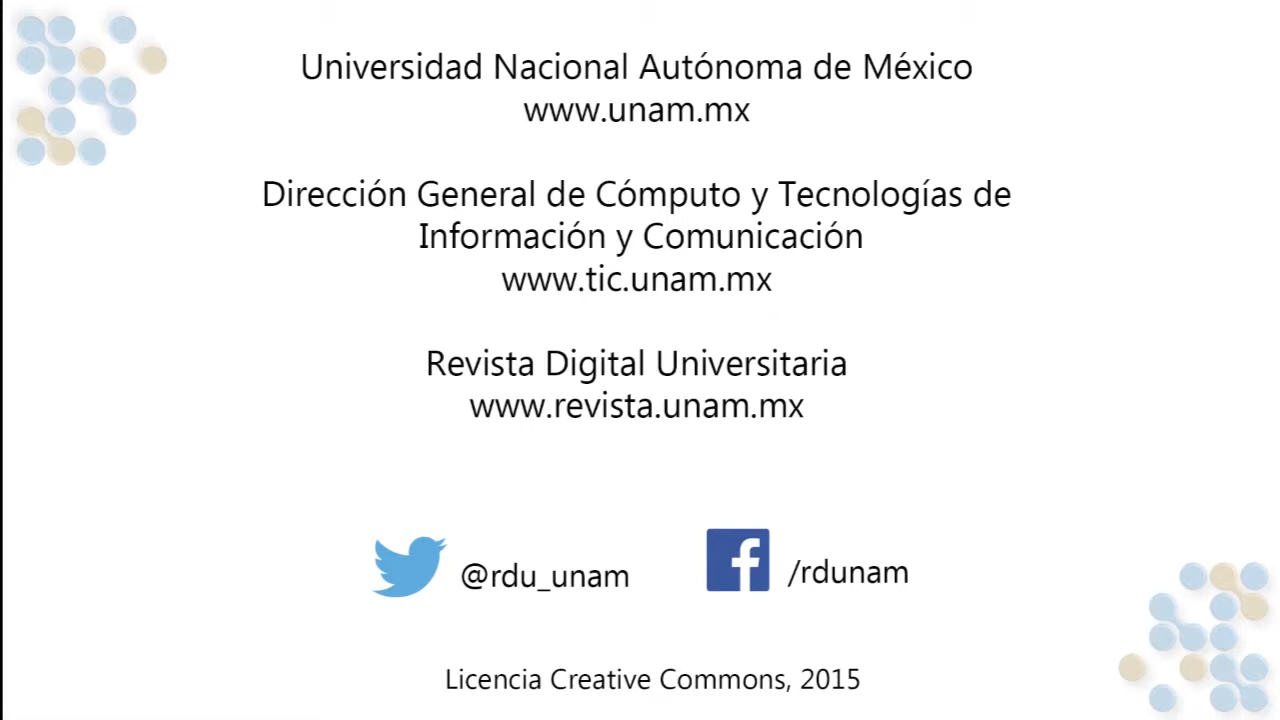 Universidad Nacional Autónoma de México
www.unam.mx
Dirección General de Cómputo y Tecnologías de
Información y Comunicación
www.tic.unam.mx
Revista Digital Universitaria
www.revista.unam.mx
@rdu_unam
/rdunam
Licencia Creative Commons, 2015